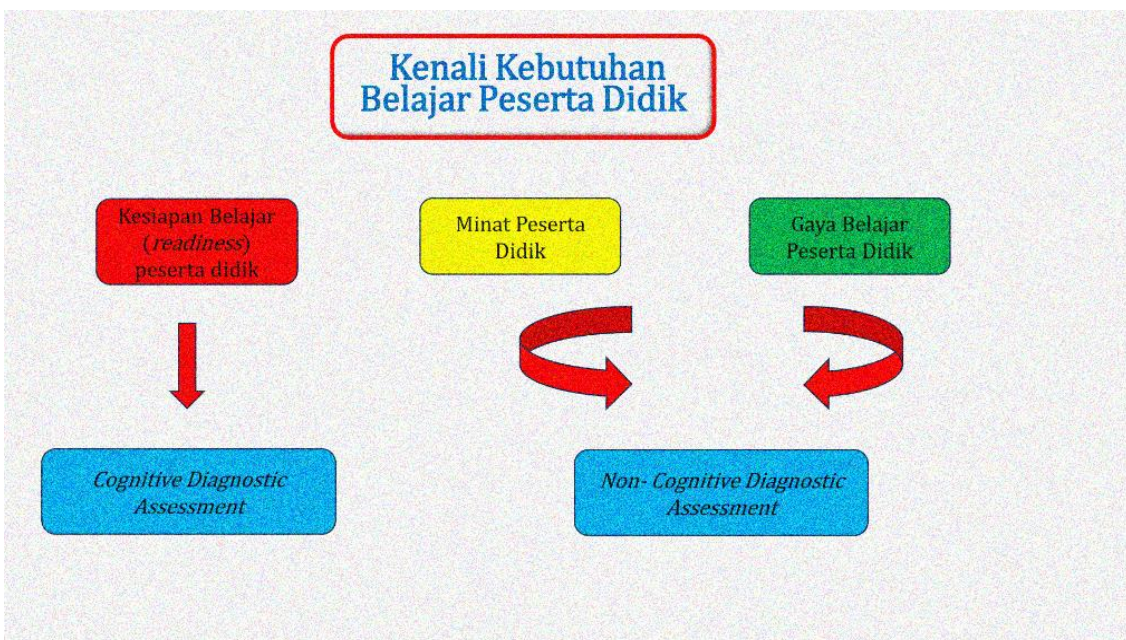 Kenali Kebutuhan
Belajar Peserta Didik
Kesiapan Belajar
(readiness)
peserta didik
Minat Peserta
Didik
Gaya Belajar
Peserta Didik
Cognitive Diagnostic
Assessment
Non- Cognitive Diagnostic
Assessment